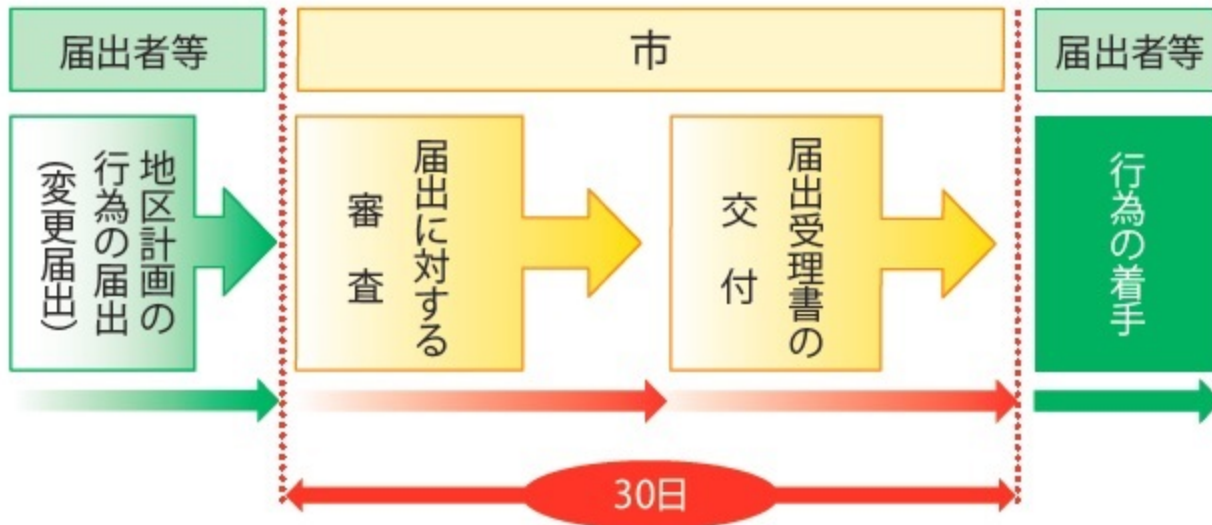 届出者等
市
届出者等
地区計画の
行為の届出
(変更届出)
届出に対する
審査
届出受理書の
交付
行為の着手
30日